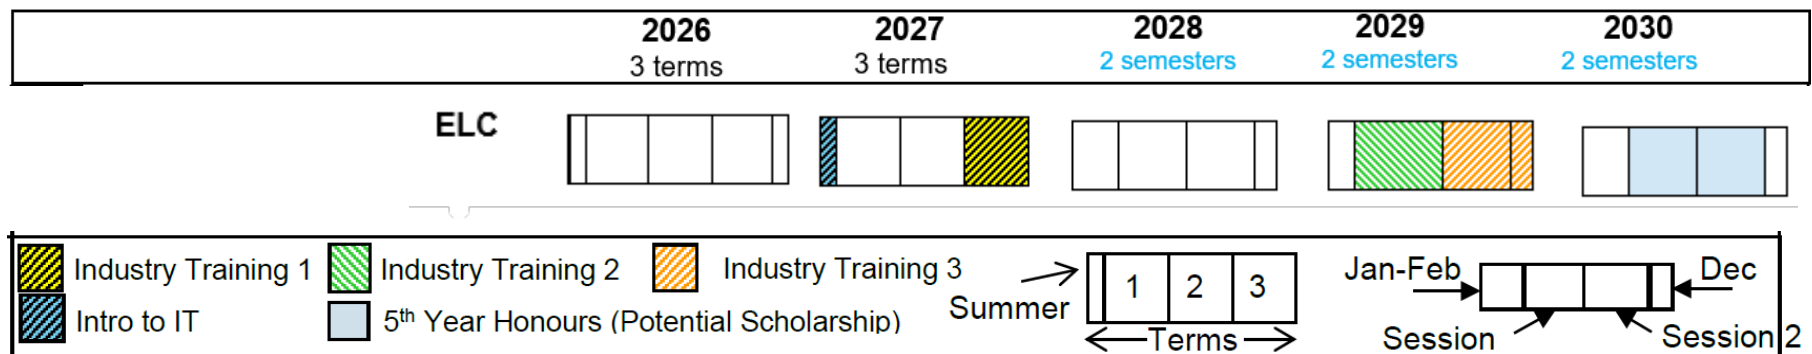 2026 2027 2028 2029 2030
3 terms 3 terms 2 semesters 2 semesters 2 semesters
ELC
Industry Training 1 Industry Training 2 Industry Training 3
Intro to IT 5th Year Honours (Potential Scholarship)
Summer 1 2 3
Terms
Jan-Feb Dec
Session Session 2